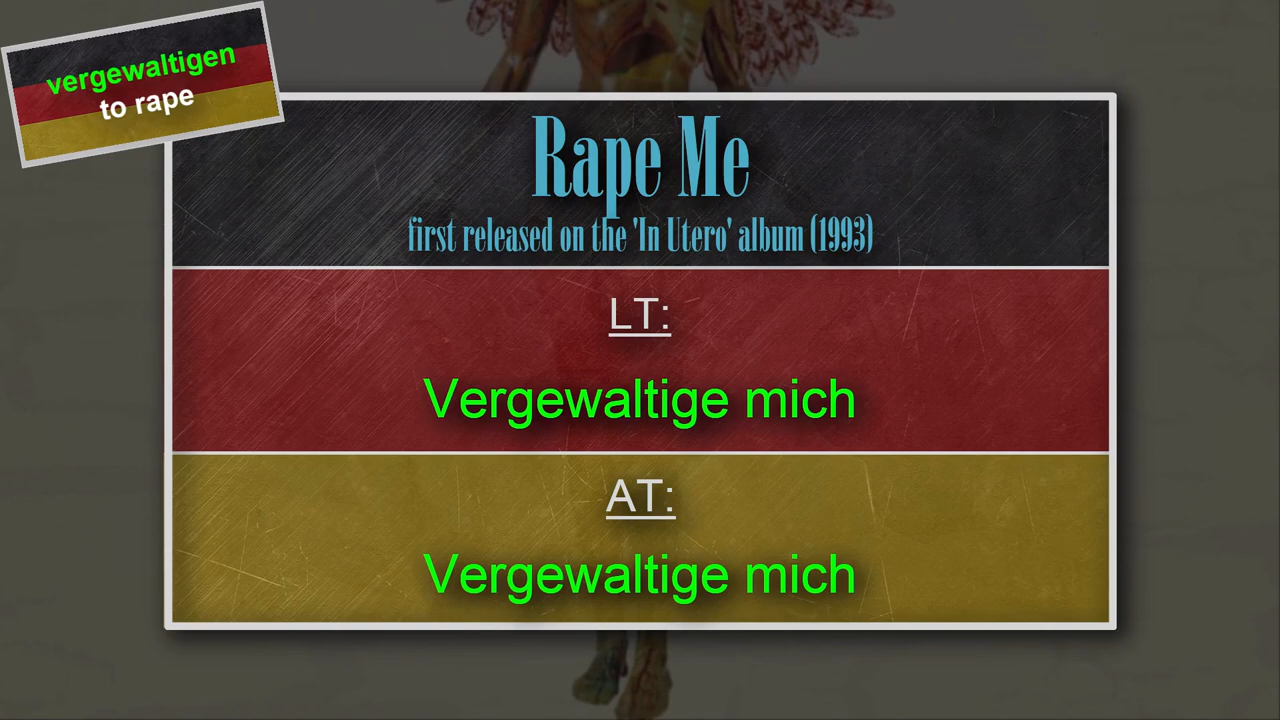 vergewaltigen
to rape
Rape Me
first released on the 'In Utero' album (1993)
LT:
Vergewaltige mich
AT:
Vergewaltige mich